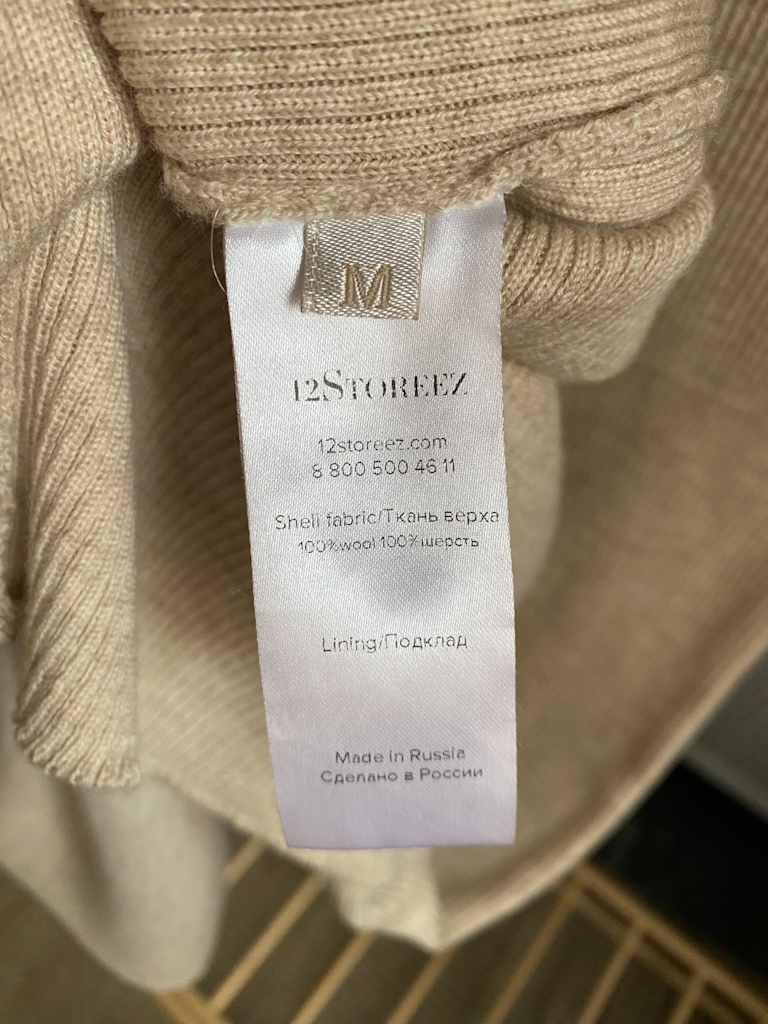 M
12STOREEZ
12storeez.com
8 800 500 46 11
Shell fabric/Ткань верха
100%wool 100%шерсть
Lining/Подклад
Made in Russia
Сделано в России